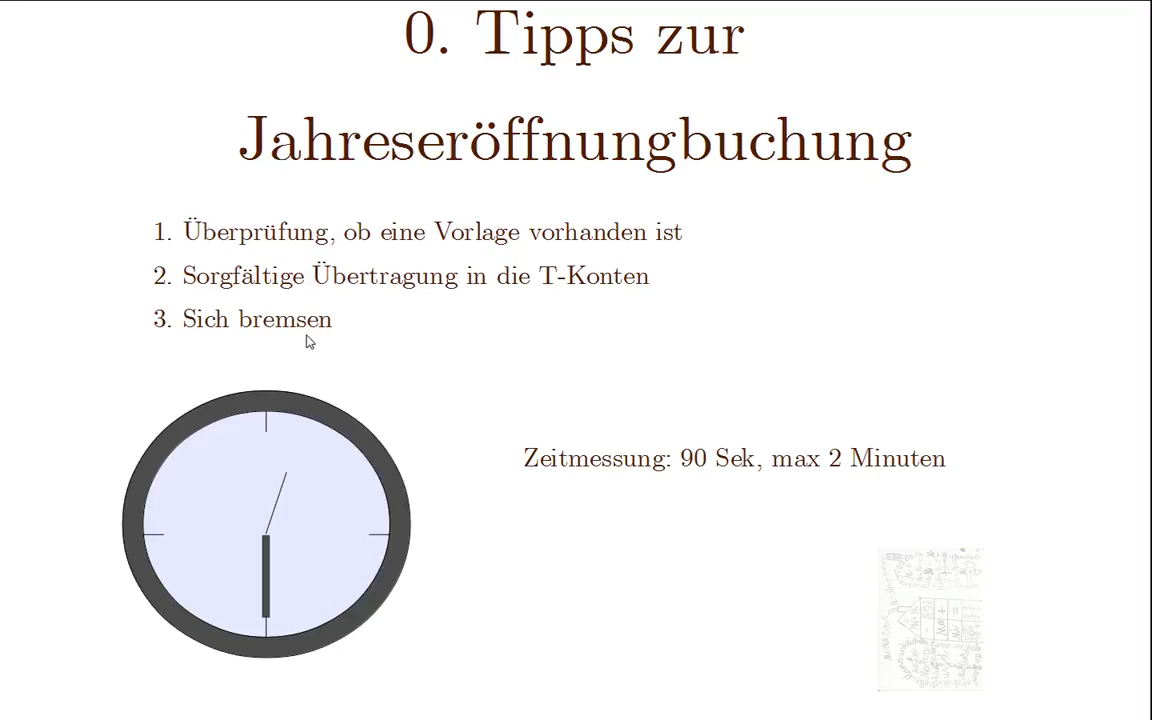 0. Tipps zur
Jahreseröffnungbuchung
1. Überprüfung, ob eine Vorlage vorhanden ist
2. Sorgfältige Übertragung in die T-Konten
3. Sich bremsen
Zeitmessung: 90 Sek, max 2 Minuten